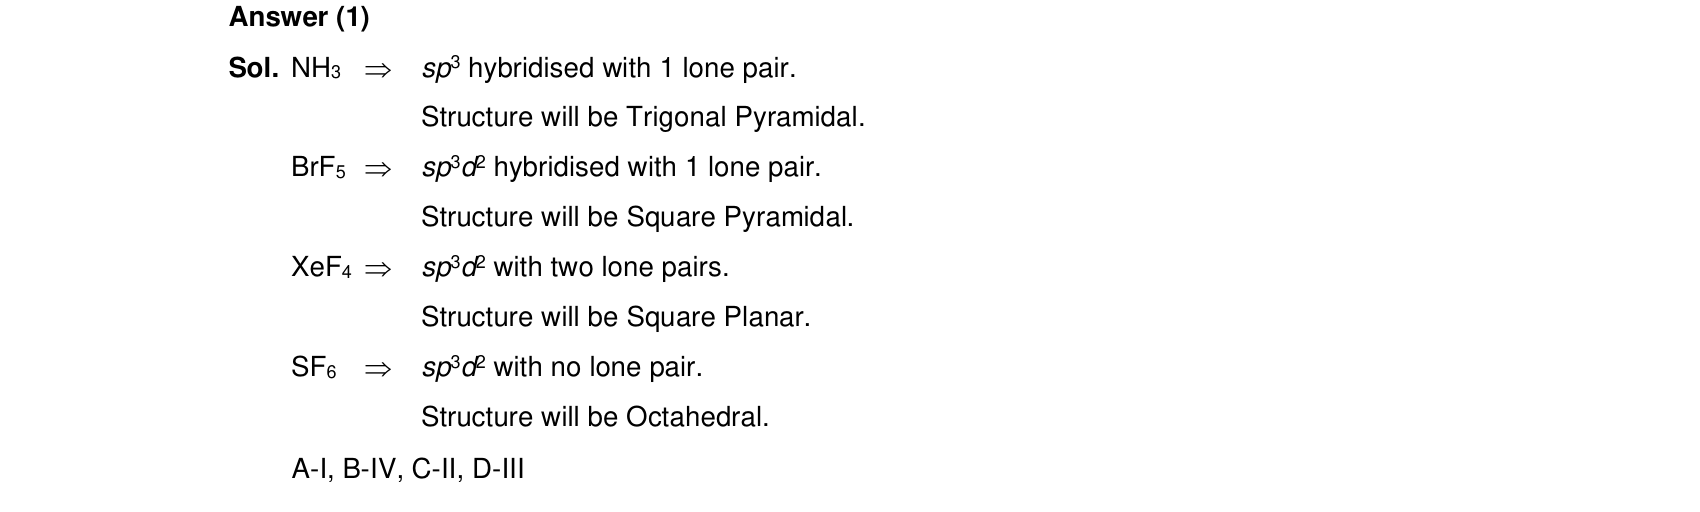 Answer (1)
Sol. NH₃ ⇒ sp³ hybridised with 1 lone pair.
Structure will be Trigonal Pyramidal.
BrF₅ ⇒ sp³d² hybridised with 1 lone pair.
Structure will be Square Pyramidal.
XeF₄ ⇒ sp³d² with two lone pairs.
Structure will be Square Planar.
SF₆ ⇒ sp³d² with no lone pair.
Structure will be Octahedral.
A-I, B-IV, C-II, D-III